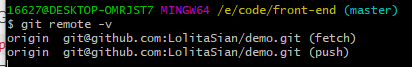 16627@DESKTOP-OMRJST7 MINGW64 /e/code/front-end (master)
$ git remote -v
origin  git@github.com:LolitaSian/demo.git (fetch)
origin  git@github.com:LolitaSian/demo.git (push)